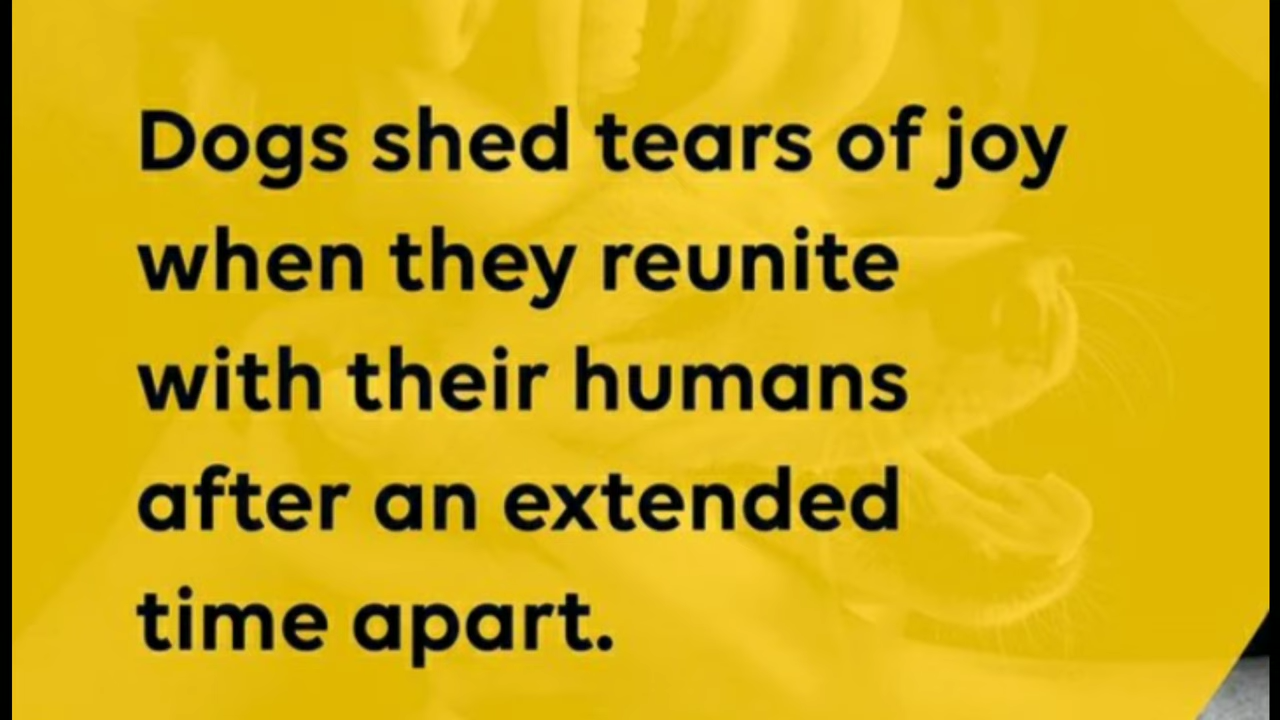 Dogs shed tears of joy
when they reunite
with their humans
after an extended
time apart.